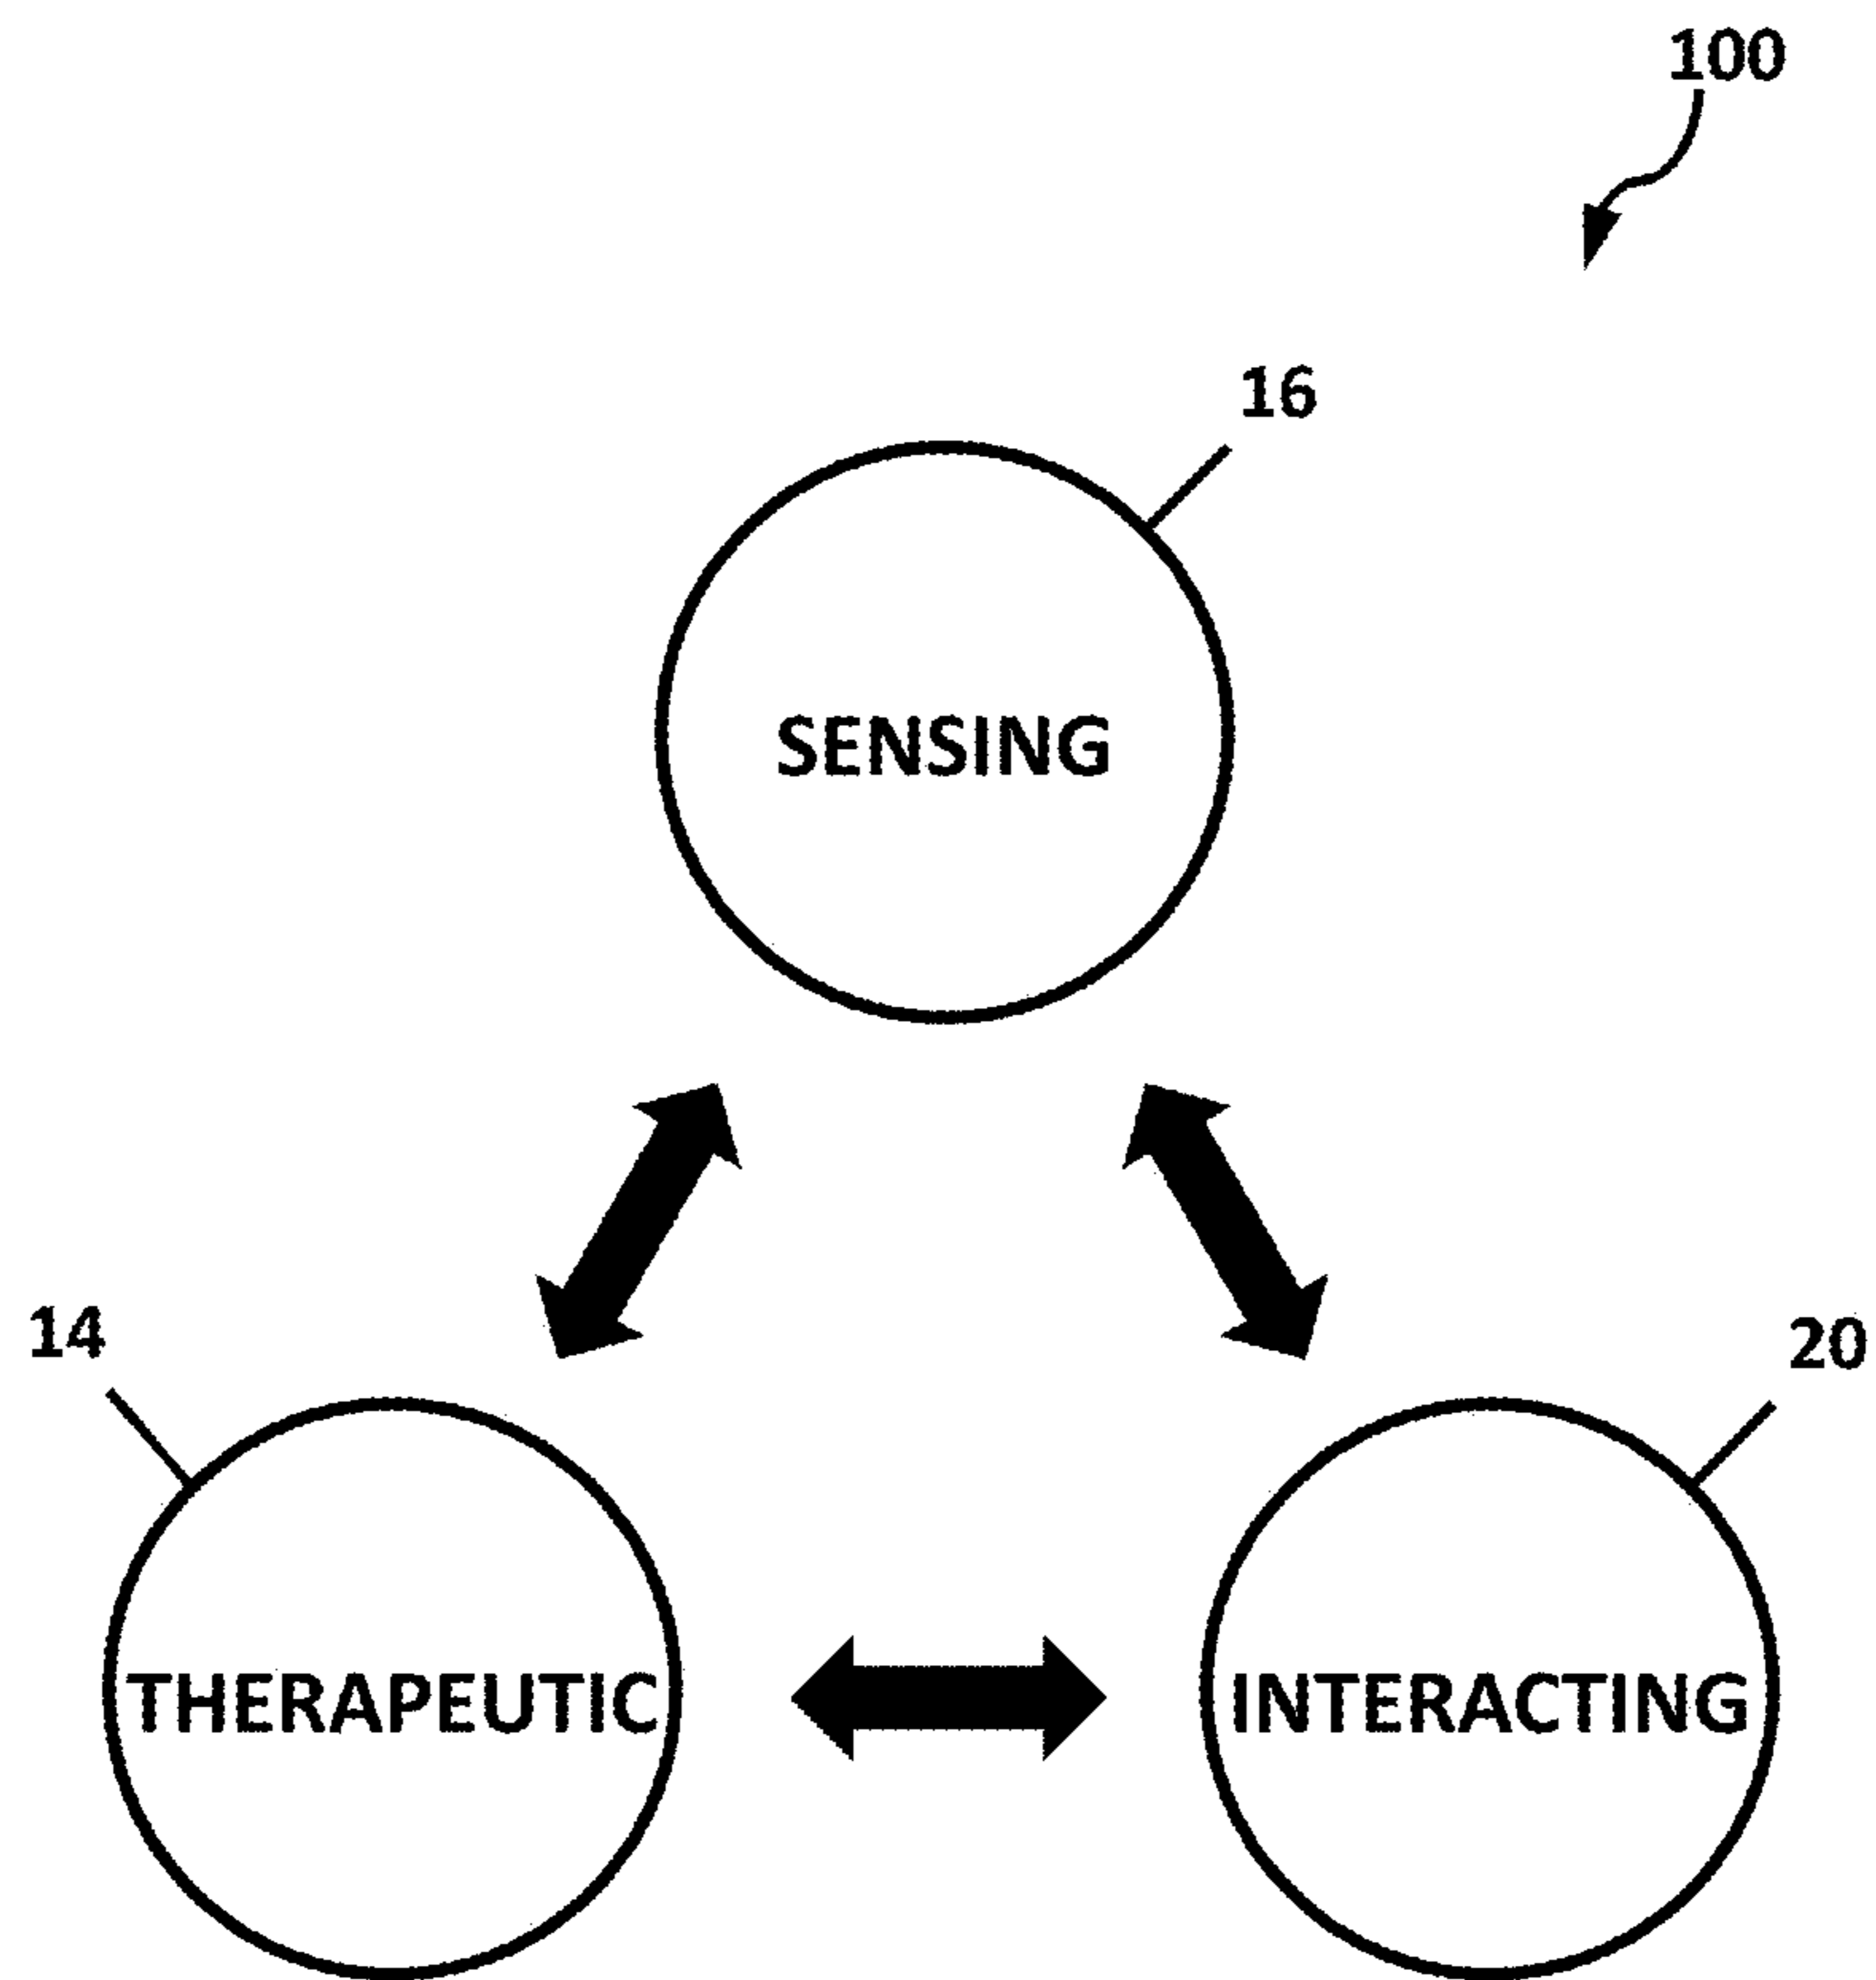 100
16
SENSING
14
20
THERAPEUTIC
INTERACTING